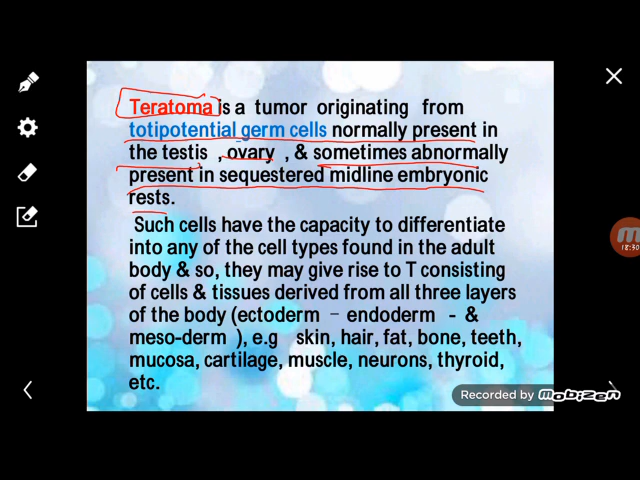 Teratoma is a tumor originating from
totipotential germ cells normally present in
the testis , ovary , & sometimes abnormally
present in sequestered midline embryonic
rests.
Such cells have the capacity to differentiate
into any of the cell types found in the adult
body & so, they may give rise to T consisting
of cells & tissues derived from all three layers
of the body (ectoderm – endoderm - &
meso-derm ), e.g skin, hair, fat, bone, teeth,
mucosa, cartilage, muscle, neurons, thyroid,
etc.
18:30
Recorded by MOBIZEN